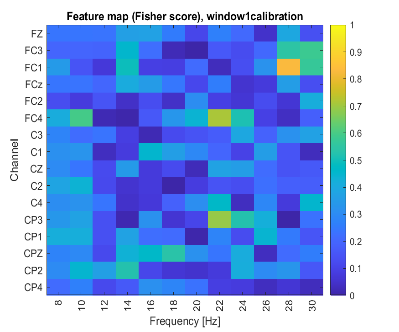 Feature map (Fisher score), window1calibration
FZ
FC3
FC1
FCz
FC2
FC4
C3
C1
CZ
C2
C4
CP3
CP1
CPZ
CP2
CP4
Channel
8 10 12 14 16 18 20 22 24 26 28 30
Frequency [Hz]
1
0.9
0.8
0.7
0.6
0.5
0.4
0.3
0.2
0.1
0